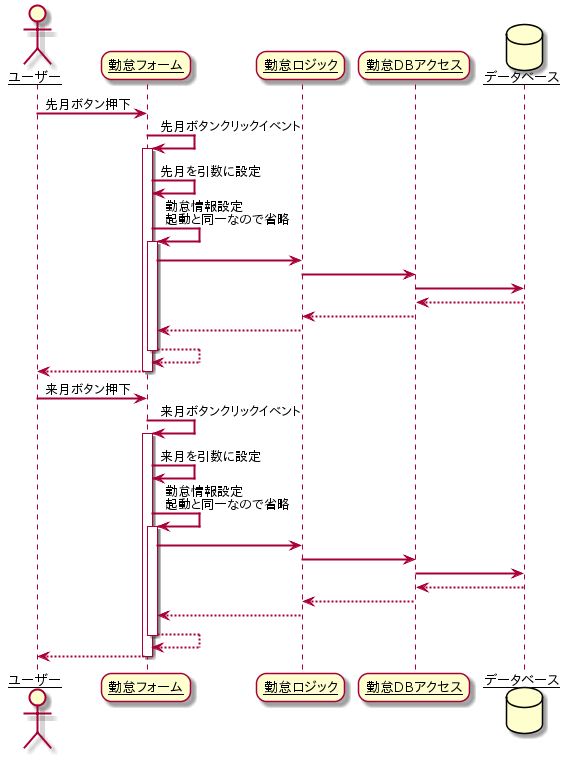 ユーザー
勤怠フォーム
勤怠ロジック
勤怠DBアクセス
データベース
先月ボタン押下
先月ボタンクリックイベント
先月を引数に設定
勤怠情報設定
起動と同一なので省略
来月ボタン押下
来月ボタンクリックイベント
来月を引数に設定
勤怠情報設定
起動と同一なので省略
ユーザー
勤怠フォーム
勤怠ロジック
勤怠DBアクセス
データベース